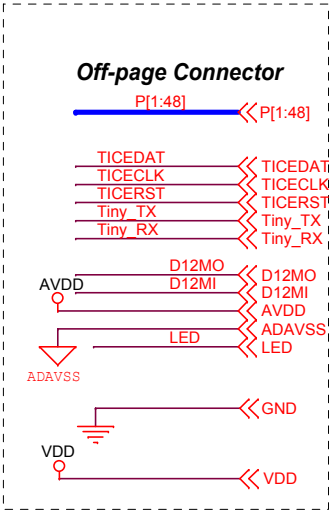 Off-page Connector
P[1:48] P[1:48]
TICEDAT TICEDAT
TICECLK TICECLK
TICERST TICERST
Tiny_TX Tiny_TX
Tiny_RX Tiny_RX
D12MO D12MO
D12MI D12MI
AVDD AVDD
ADAVSS
LED LED
ADAVSS
GND
VDD
VDD